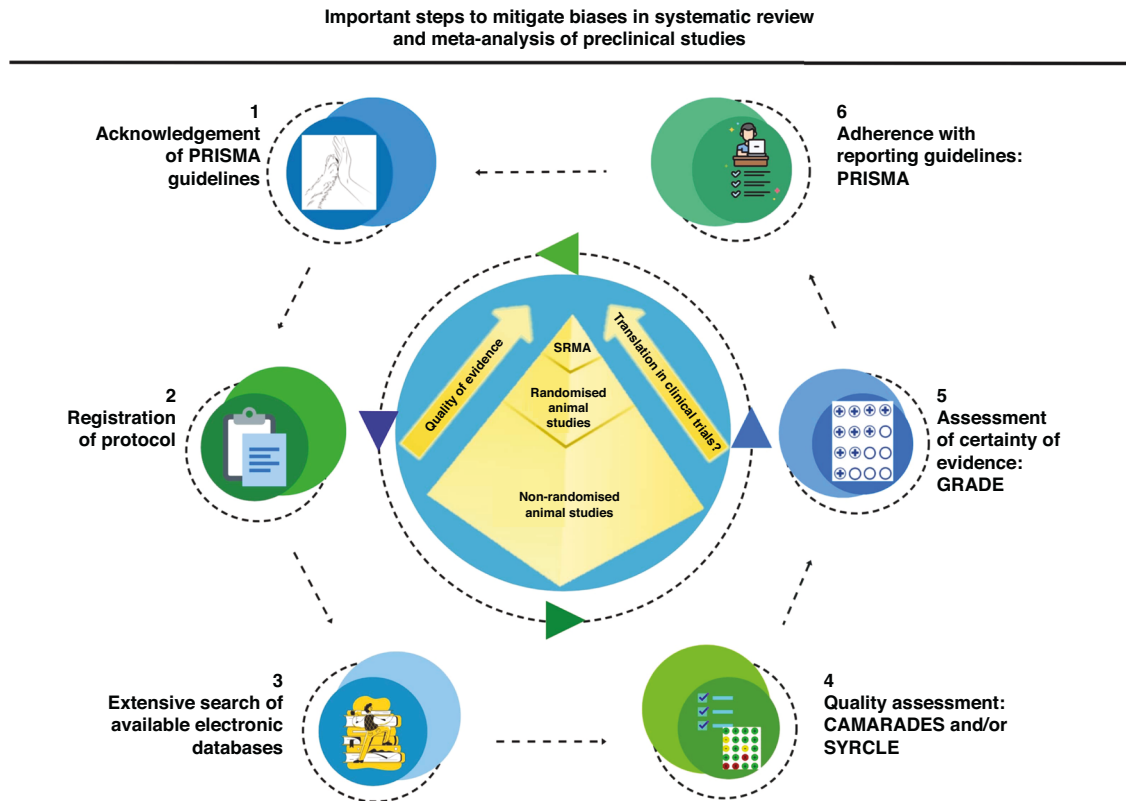 Important steps to mitigate biases in systematic review
and meta-analysis of preclinical studies
1
Acknowledgement
of PRISMA
guidelines
2
Registration
of protocol
3
Extensive search of
available electronic
databases
4
Quality assessment:
CAMARADES and/or
SYRCLE
5
Assessment
of certainty of
evidence:
GRADE
6
Adherence with
reporting guidelines:
PRISMA
Quality of evidence
Translation in clinical trials?
SRMA
Randomised
animal
studies
Non-randomised
animal studies